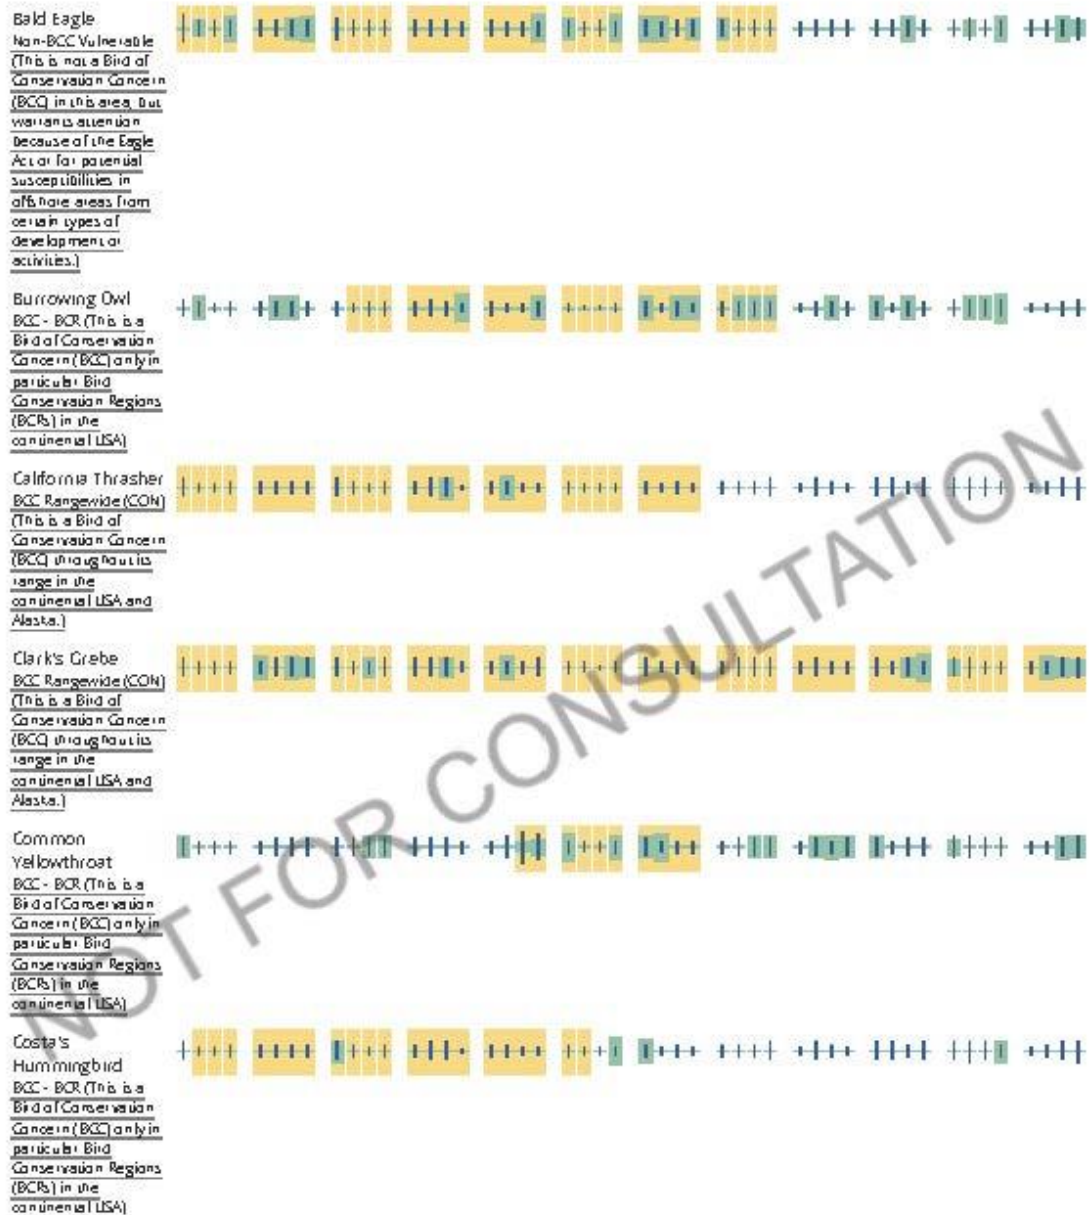 Bald Eagle
Non-BCC Vulnerable
(This is not a Bird of
Conservation Concern
(BCC) in this area, but
warrants attention
because of the Eagle
Act or for potential
susceptibilities in
offshore areas from
certain types of
development or
activities.)
Burrowing Owl
BCC - BCR (This is a
Bird of Conservation
Concern (BCC) only in
particular Bird
Conservation Regions
(BCRs) in the
continental USA)
California Thrasher
BCC Rangewide (CON)
(This is a Bird of
Conservation Concern
(BCC) throughout its
range in the
continental USA and
Alaska.)
Clark's Grebe
BCC Rangewide (CON)
(This is a Bird of
Conservation Concern
(BCC) throughout its
range in the
continental USA and
Alaska.)
Common
Yellowthroat
BCC - BCR (This is a
Bird of Conservation
Concern (BCC) only in
particular Bird
Conservation Regions
(BCRs) in the
continental USA)
Costa's
Hummingbird
BCC - BCR (This is a
Bird of Conservation
Concern (BCC) only in
particular Bird
Conservation Regions
(BCRs) in the
continental USA)
NOT FOR CONSULTATION